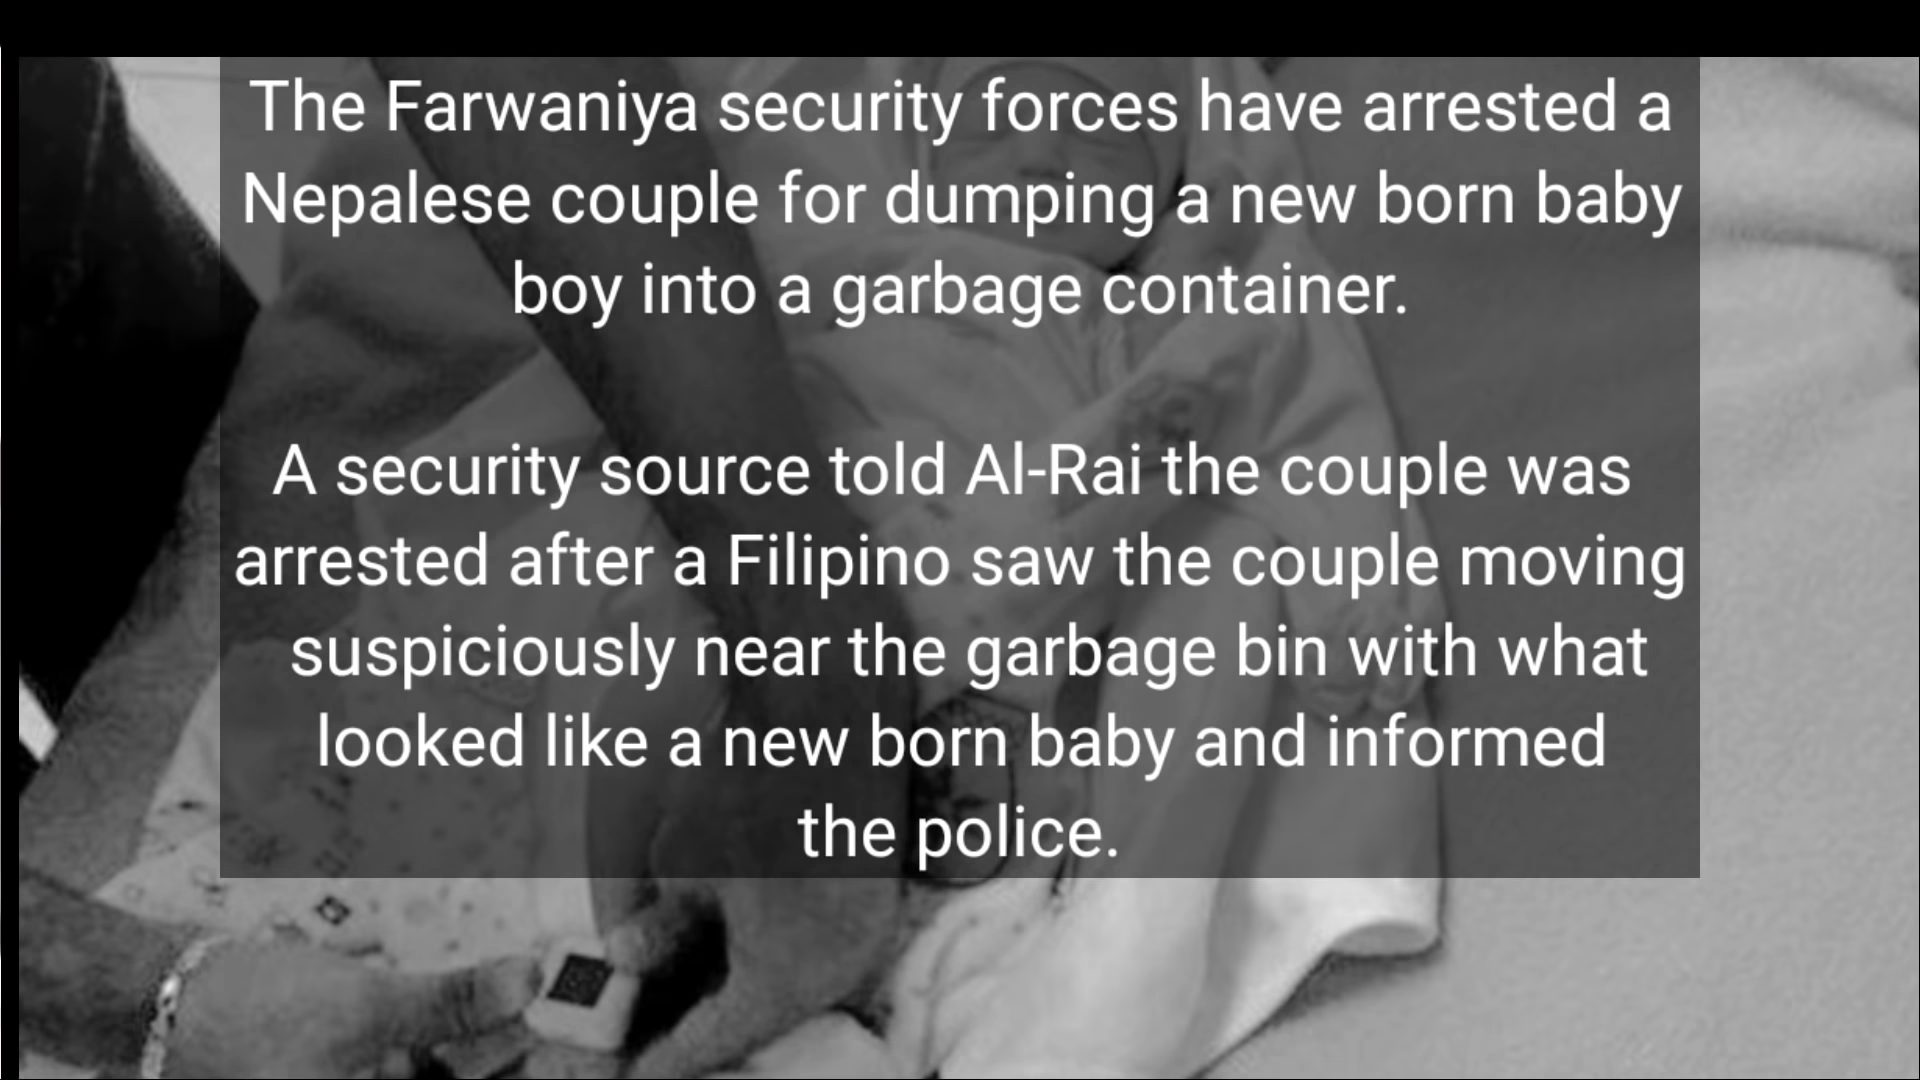 The Farwaniya security forces have arrested a
Nepalese couple for dumping a new born baby
boy into a garbage container.
A security source told Al-Rai the couple was
arrested after a Filipino saw the couple moving
suspiciously near the garbage bin with what
looked like a new born baby and informed
the police.